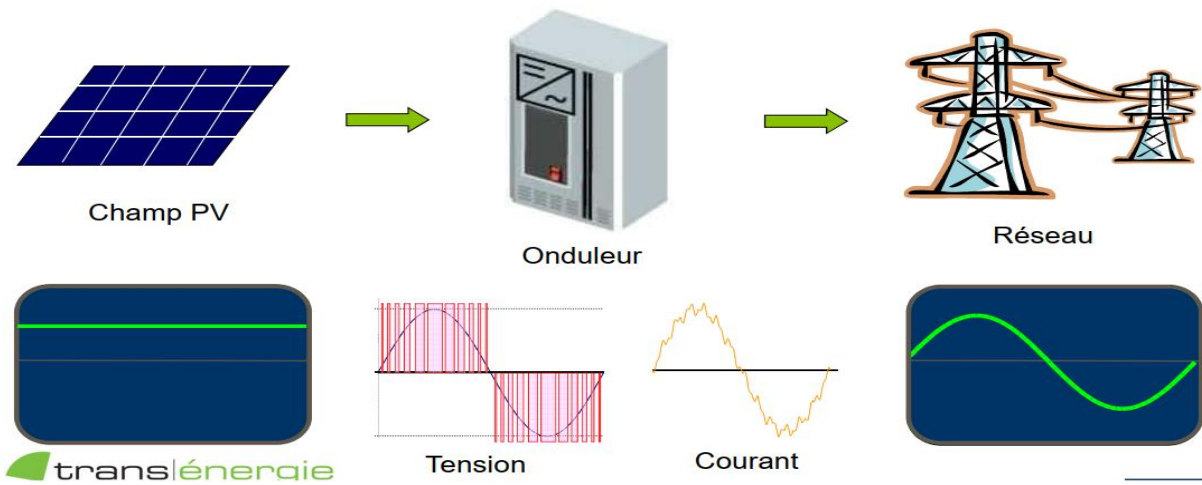 Champ PV
Onduleur
Réseau
Tension
Courant
trans énergie